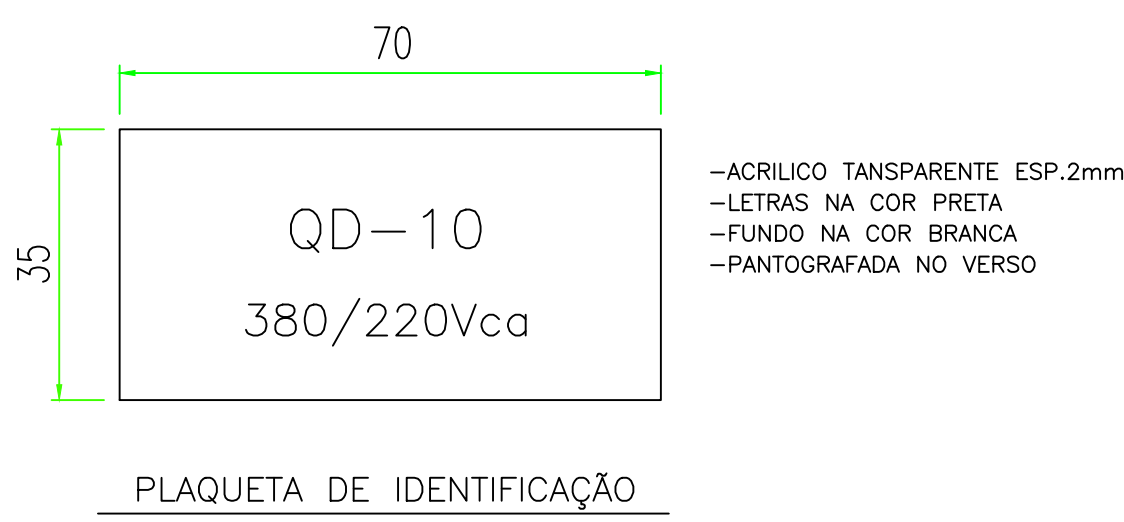 70
35
QD-10
380/220Vca
-ACRILICO TANSPARENTE ESP.2mm
-LETRAS NA COR PRETA
-FUNDO NA COR BRANCA
-PANTOGRAFADA NO VERSO
PLAQUETA DE IDENTIFICAÇÃO